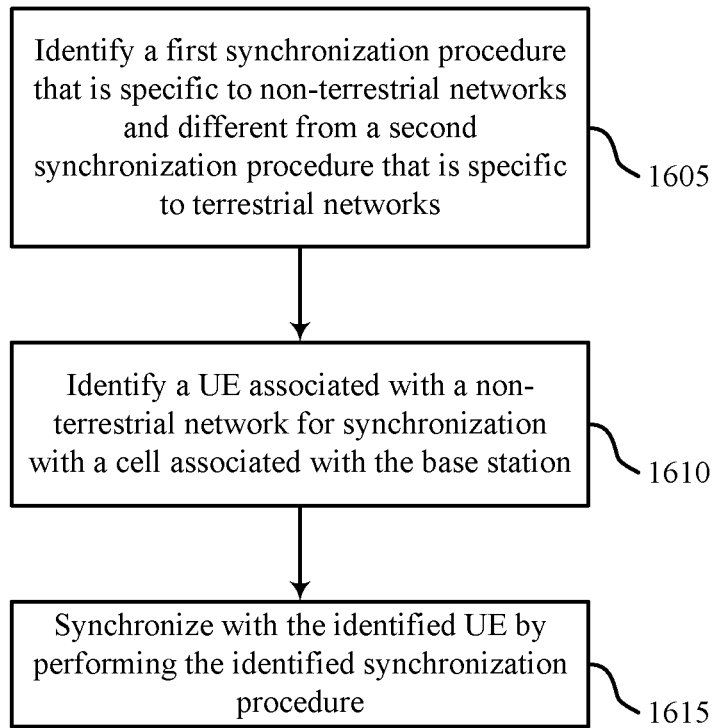 Identify a first synchronization procedure
that is specific to non-terrestrial networks
and different from a second
synchronization procedure that is specific
to terrestrial networks
1605
Identify a UE associated with a non-
terrestrial network for synchronization
with a cell associated with the base station
1610
Synchronize with the identified UE by
performing the identified synchronization
procedure
1615